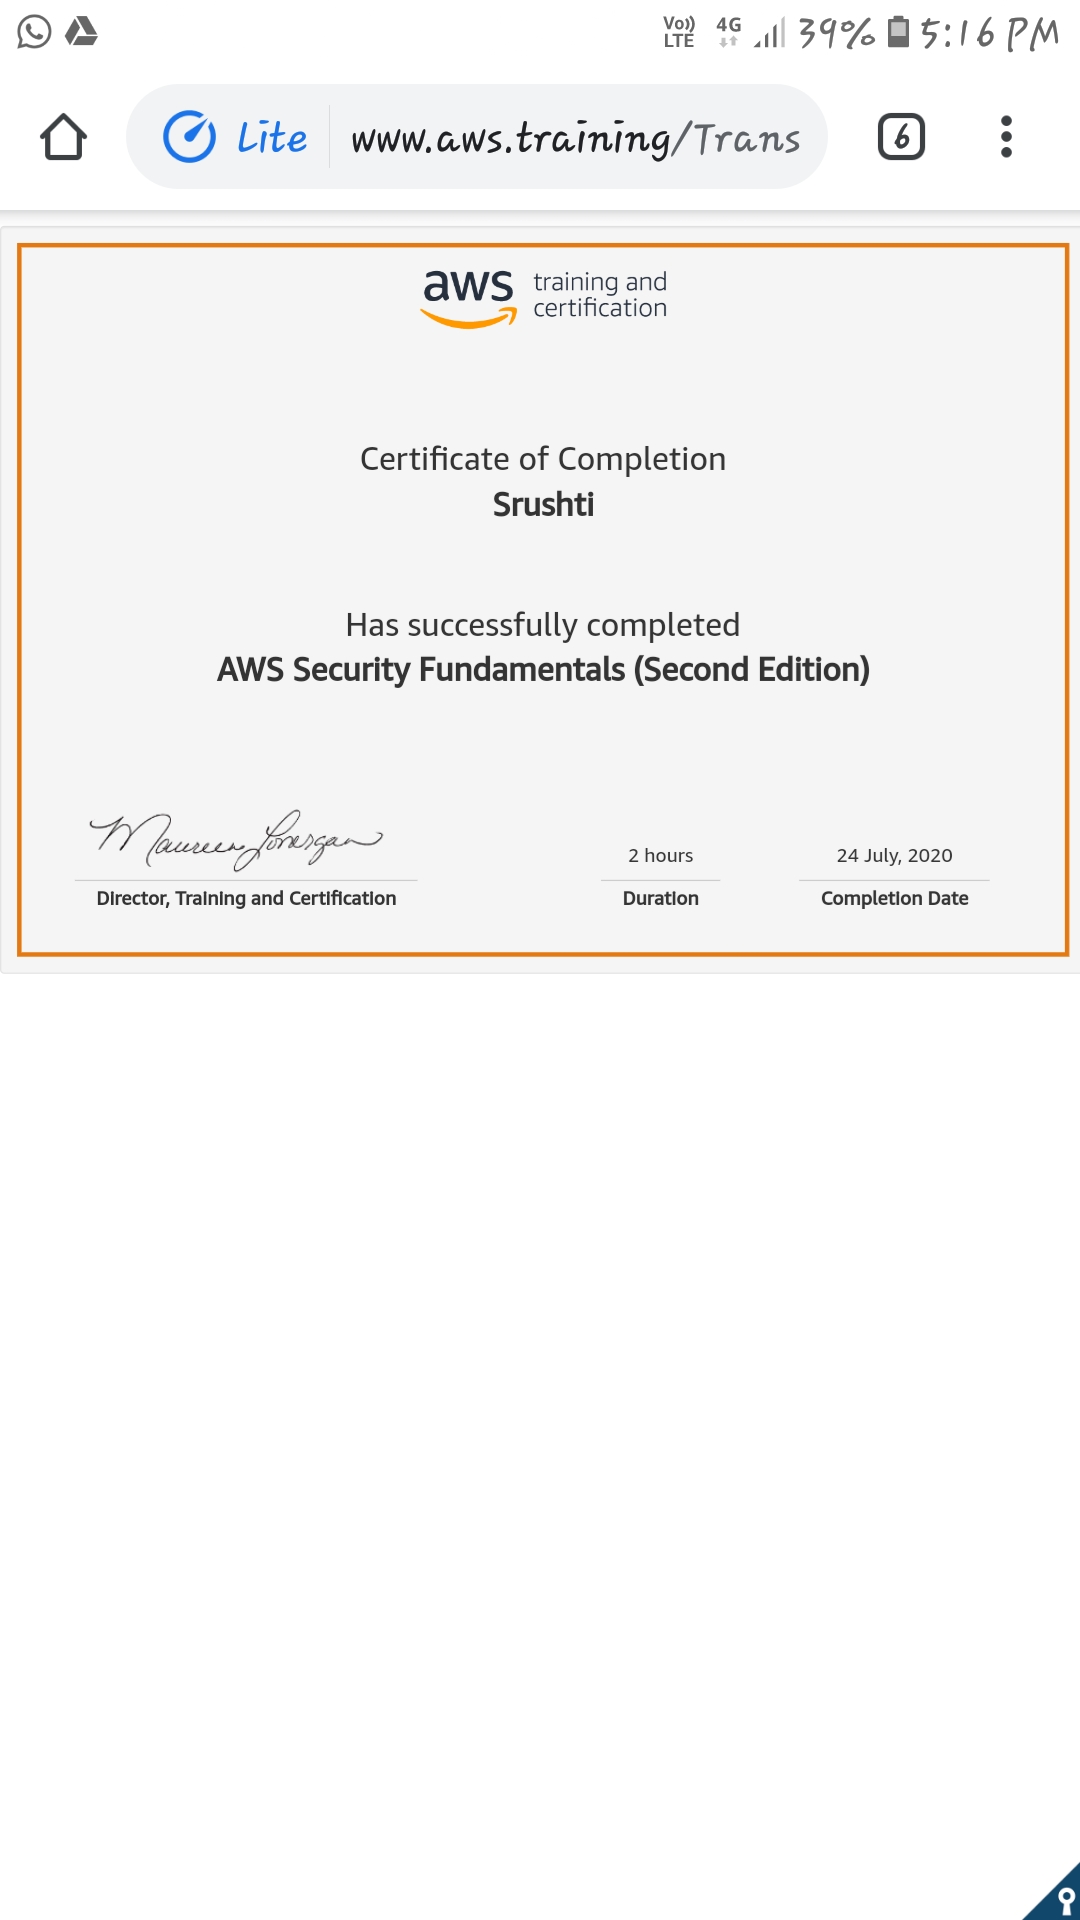 Vo)) LTE 4G 39% 5:16 PM
Lite www.aws.training/Trans 6
aws training and certification
Certificate of Completion
Srushti
Has successfully completed
AWS Security Fundamentals (Second Edition)
Maureen Lonergan
2 hours
24 July, 2020
Director, Training and Certification
Duration
Completion Date